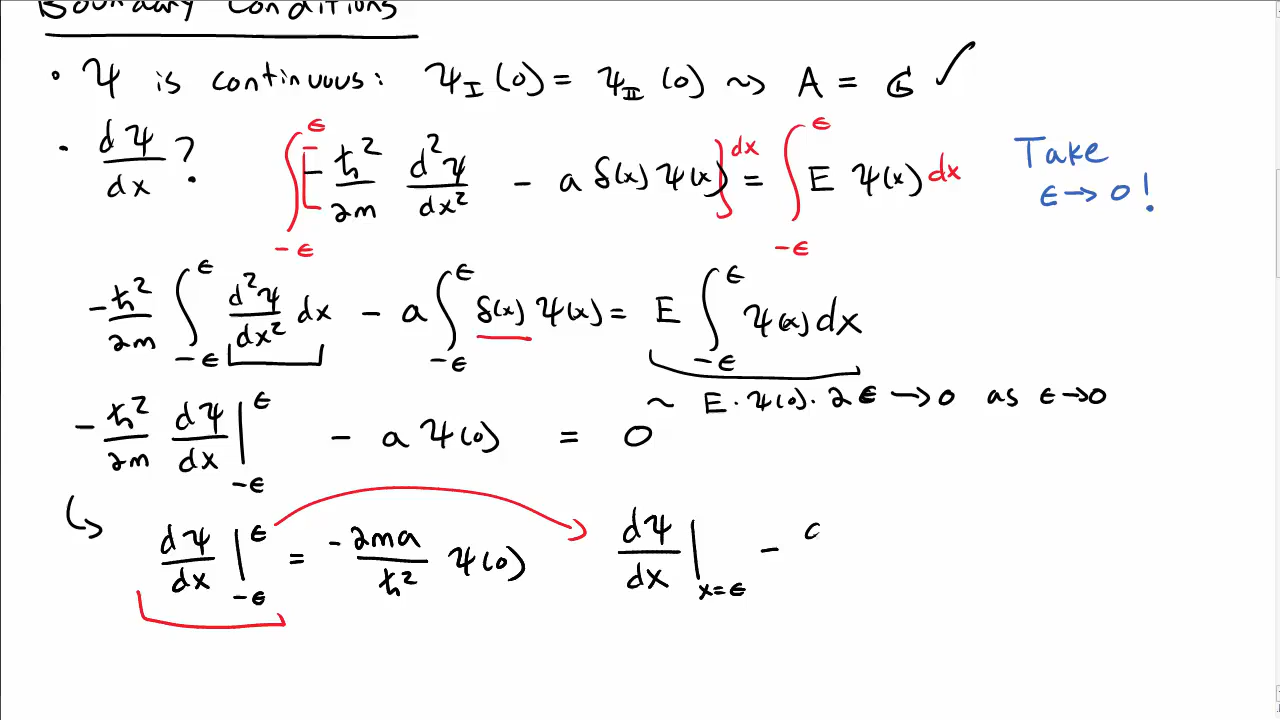 Boundary Conditions
• Ψ is continuous: Ψ_I (0) = Ψ_II (0) ~> A = G ✓
• dΨ/dx ? ∫_{-ϵ}^{ϵ} [-ħ²/2m d²Ψ/dx² - a δ(x) Ψ(x)] dx = ∫_{-ϵ}^{ϵ} E Ψ(x) dx Take ϵ → 0!
-ħ²/2m ∫_{-ϵ}^{ϵ} d²Ψ/dx² dx - a ∫_{-ϵ}^{ϵ} δ(x) Ψ(x) = E ∫_{-ϵ}^{ϵ} Ψ(x) dx
~ E · Ψ(0) · 2ϵ → 0 as ϵ → 0
-ħ²/2m dΨ/dx |_{-ϵ}^{ϵ} - a Ψ(0) = 0
↳ dΨ/dx |_{-ϵ}^{ϵ} = -2ma/ħ² Ψ(0) dΨ/dx |_{x=ϵ} -